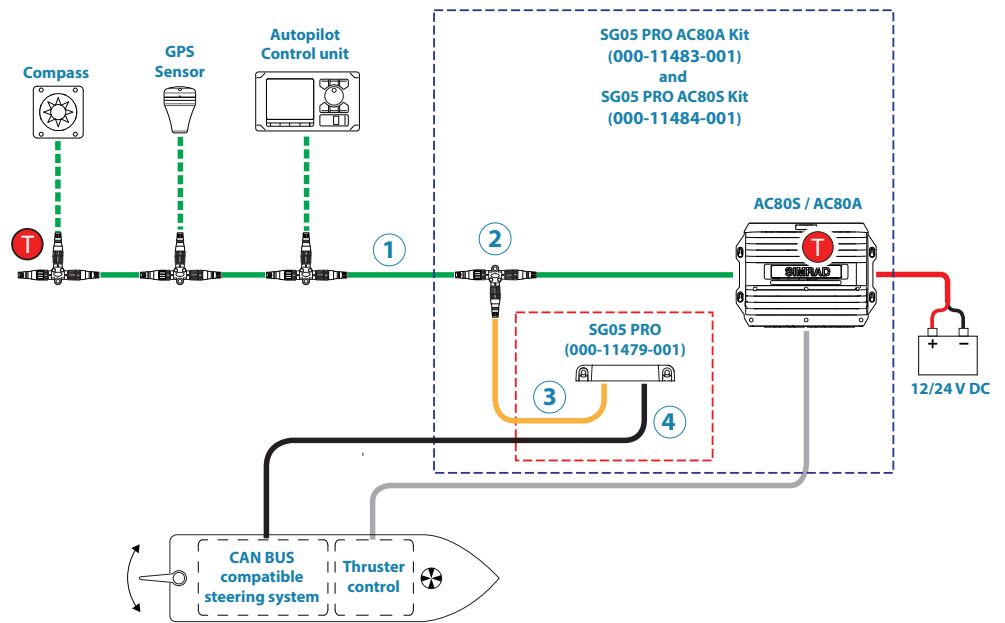 Compass
GPS
Sensor
Autopilot
Control unit
SG05 PRO AC80A Kit
(000-11483-001)
and
SG05 PRO AC80S Kit
(000-11484-001)
AC80S / AC80A
T
1
2
T
SIMRAD
SG05 PRO
(000-11479-001)
3
4
+ –
12/24 V DC
CAN BUS
compatible
steering system
Thruster
control